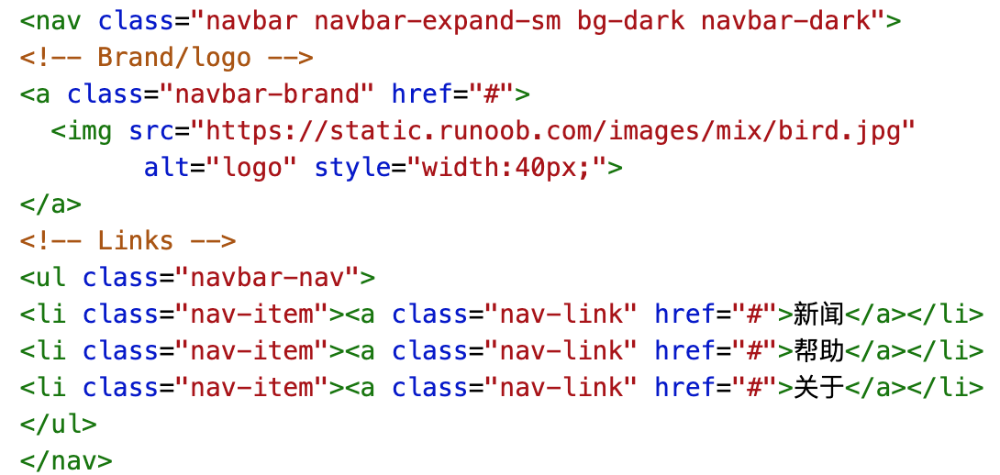 <nav class="navbar navbar-expand-sm bg-dark navbar-dark">
<!-- Brand/logo -->
<a class="navbar-brand" href="#">
  <img src="https://static.runoob.com/images/mix/bird.jpg"
        alt="logo" style="width:40px;">
</a>
<!-- Links -->
<ul class="navbar-nav">
<li class="nav-item"><a class="nav-link" href="#">新闻</a></li>
<li class="nav-item"><a class="nav-link" href="#">帮助</a></li>
<li class="nav-item"><a class="nav-link" href="#">关于</a></li>
</ul>
</nav>